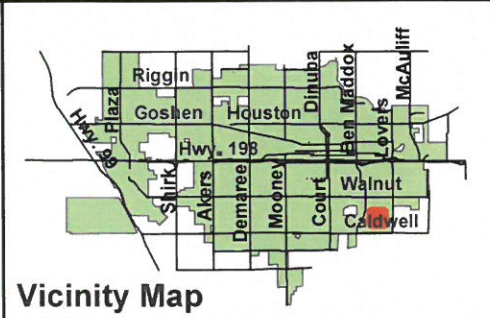 Riggin
Plaza
Goshen
Houston
Dinuba
Ben Maddox
McAuliff
Lovers
Hwy. 99
Hwy. 198
Shirk
Akers
Demaree
Mooney
Court
Walnut
Caldwell
Vicinity Map